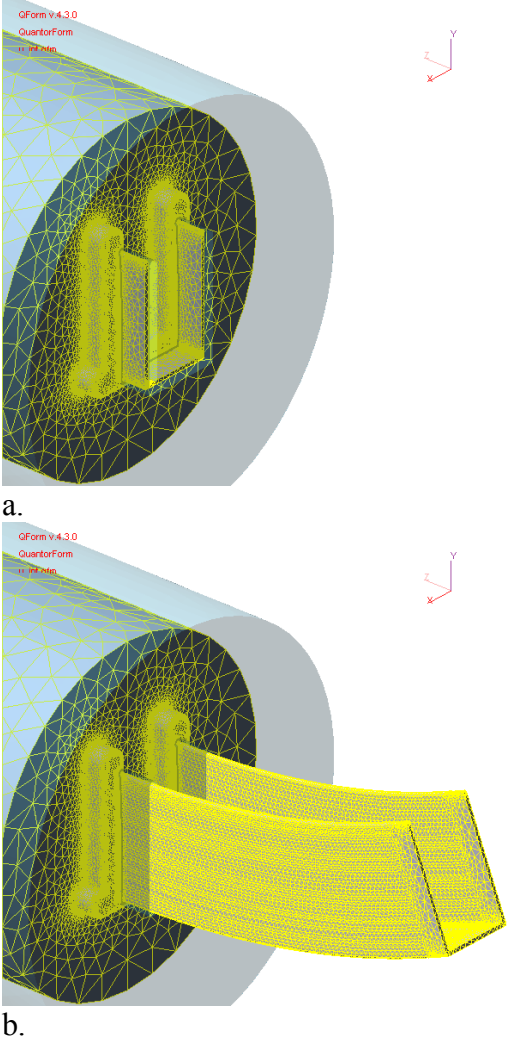 QForm v.4.3.0
QuantorForm
Y
Z
X
a.
QForm v.4.3.0
QuantorForm
Y
Z
X
b.